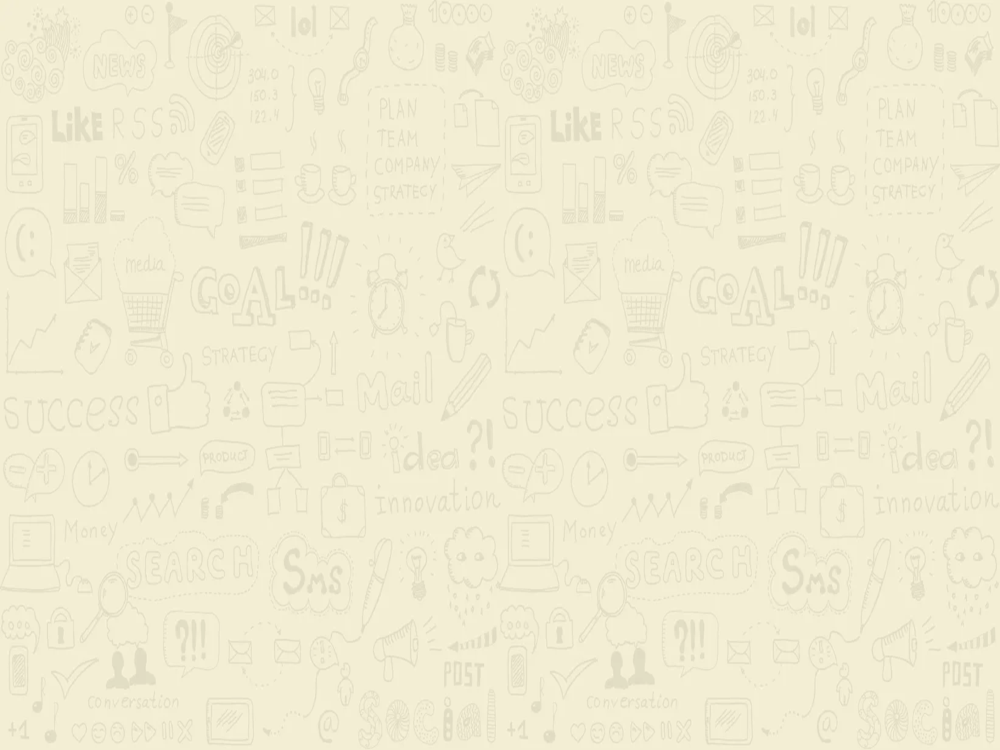 10000
lol
NEWS
304.0
150.3
122.4
LiKE RSS
PLAN
TEAM
COMPANY
STRATEGY
%
media
GOAL!!!
STRATEGY
Mail
SUCCESS
PRODUCT
idea?!
$
innovation
Money
SEARCH
SMS
?!!
POST
conversation
+1
@
Social
10000
lol
NEWS
304.0
150.3
122.4
LiKE RSS
PLAN
TEAM
COMPANY
STRATEGY
%
media
GOAL!!!
STRATEGY
Mail
SUCCESS
PRODUCT
idea?!
$
innovation
Money
SEARCH
SMS
?!!
POST
conversation
+1
@
Social